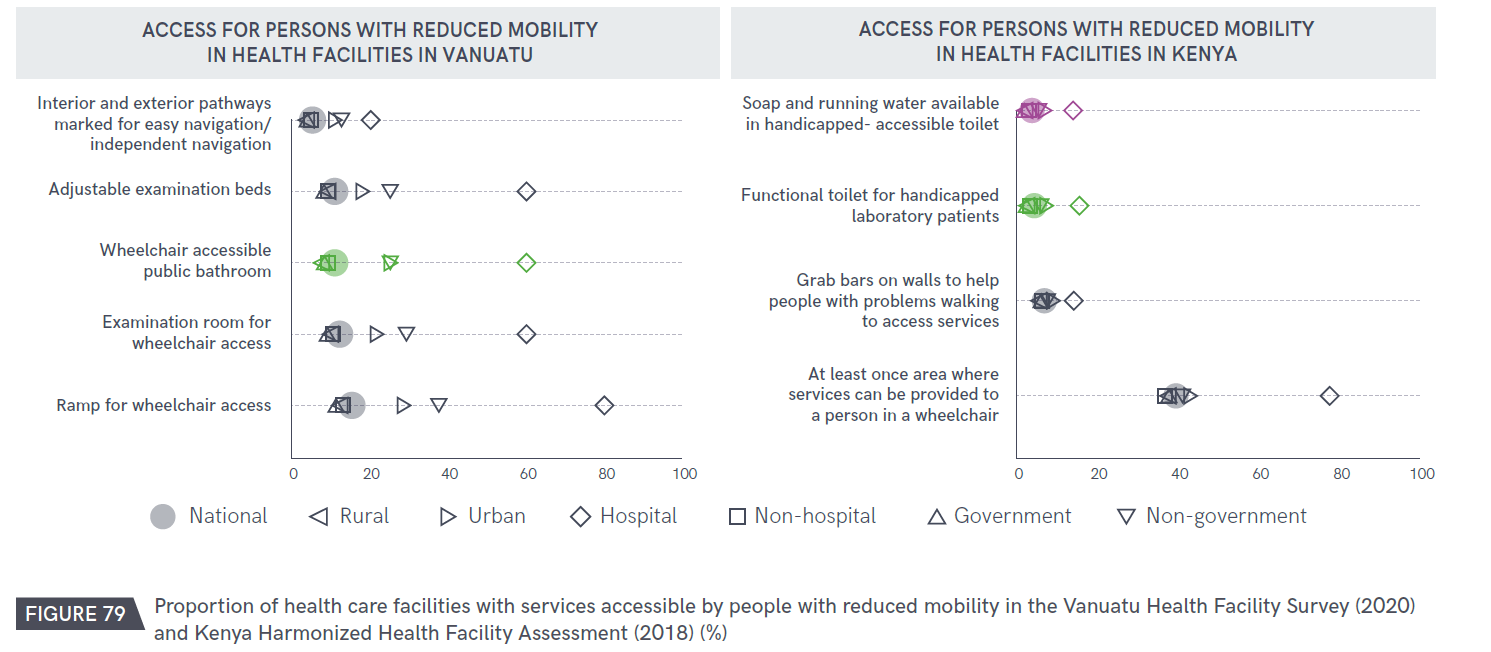 ACCESS FOR PERSONS WITH REDUCED MOBILITY
IN HEALTH FACILITIES IN VANUATU
Interior and exterior pathways
marked for easy navigation/
independent navigation
Adjustable examination beds
Wheelchair accessible
public bathroom
Examination room for
wheelchair access
Ramp for wheelchair access
0 20 40 60 80 100
ACCESS FOR PERSONS WITH REDUCED MOBILITY
IN HEALTH FACILITIES IN KENYA
Soap and running water available
in handicapped- accessible toilet
Functional toilet for handicapped
laboratory patients
Grab bars on walls to help
people with problems walking
to access services
At least once area where
services can be provided to
a person in a wheelchair
0 20 40 60 80 100
National Rural Urban Hospital Non-hospital Government Non-government
FIGURE 79
Proportion of health care facilities with services accessible by people with reduced mobility in the Vanuatu Health Facility Survey (2020)
and Kenya Harmonized Health Facility Assessment (2018) (%)